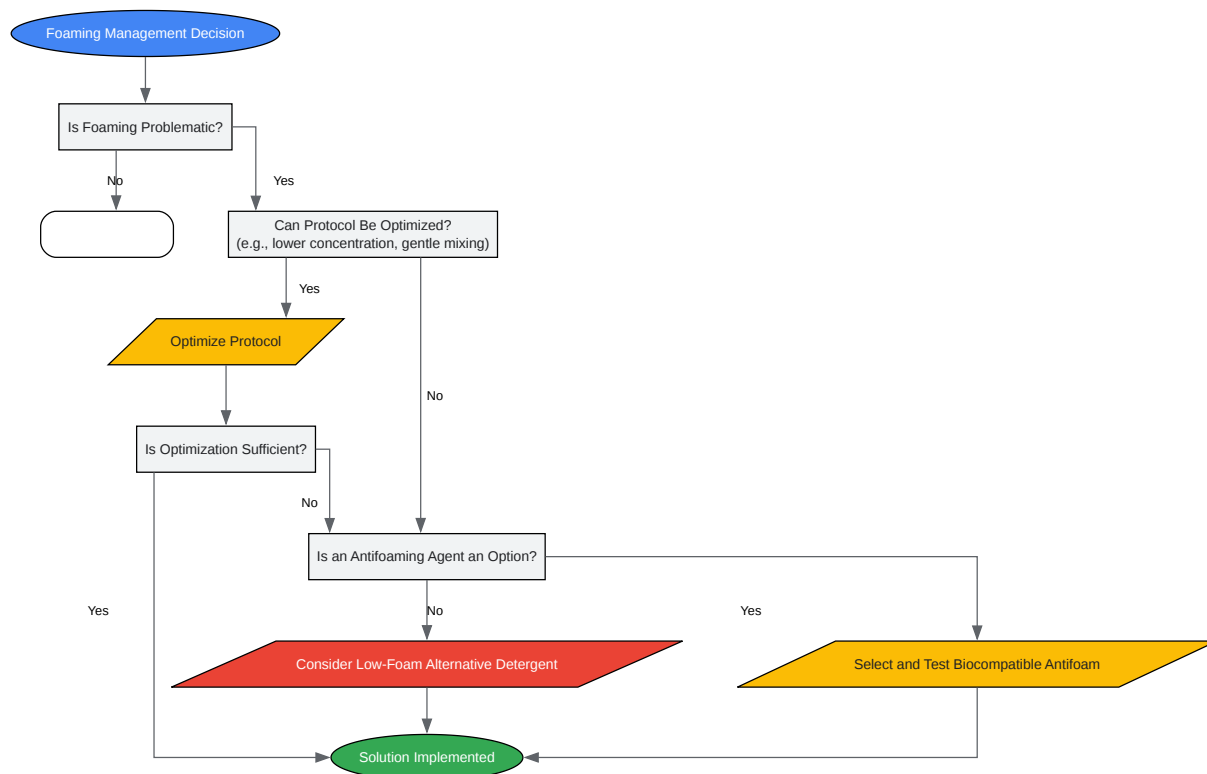 Foaming Management Decision
Is Foaming Problematic?
No
Yes
Can Protocol Be Optimized?
(e.g., lower concentration, gentle mixing)
Yes
Optimize Protocol
No
Is Optimization Sufficient?
No
Is an Antifoaming Agent an Option?
Yes
No
Yes
Consider Low-Foam Alternative Detergent
Select and Test Biocompatible Antifoam
Solution Implemented